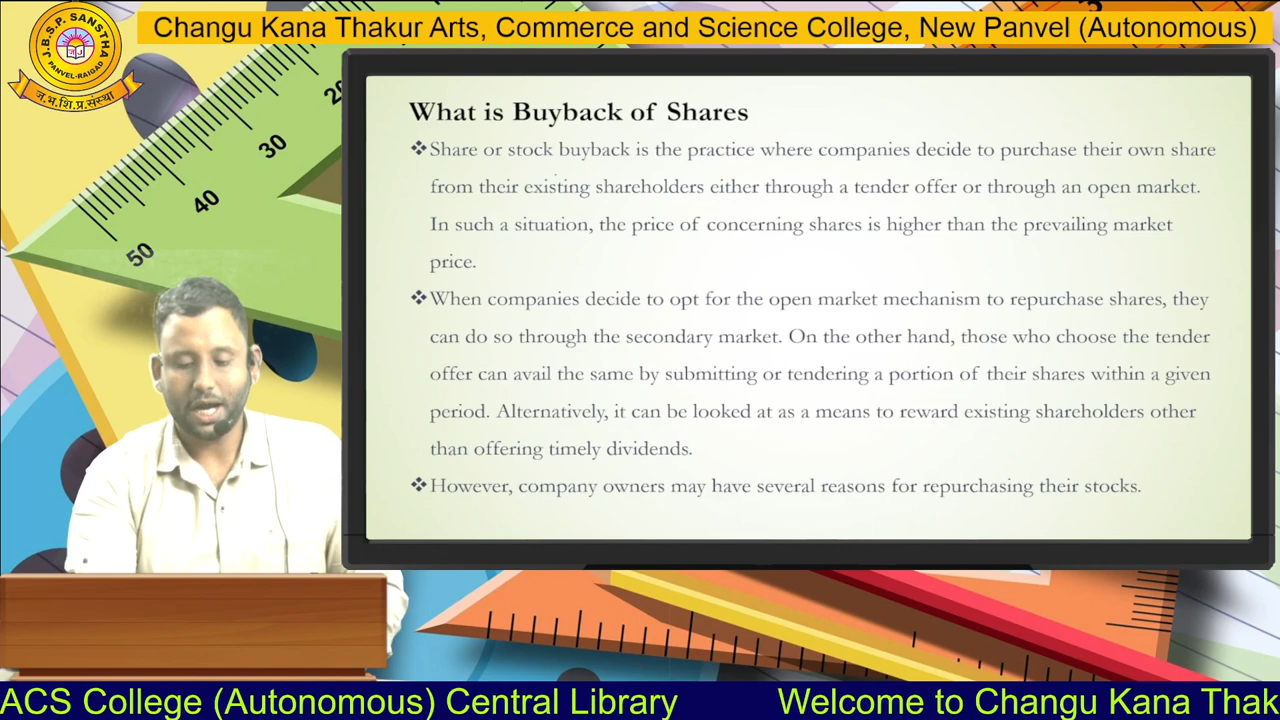 Changu Kana Thakur Arts, Commerce and Science College, New Panvel (Autonomous)
J.B.S.P. SANSTHA
PANVEL-RAIGAD
ज.भ.शि.प्र.संस्था
20
30
40
50
What is Buyback of Shares
❖Share or stock buyback is the practice where companies decide to purchase their own share
from their existing shareholders either through a tender offer or through an open market.
In such a situation, the price of concerning shares is higher than the prevailing market
price.
❖When companies decide to opt for the open market mechanism to repurchase shares, they
can do so through the secondary market. On the other hand, those who choose the tender
offer can avail the same by submitting or tendering a portion of their shares within a given
period. Alternatively, it can be looked at as a means to reward existing shareholders other
than offering timely dividends.
❖However, company owners may have several reasons for repurchasing their stocks.
ACS College (Autonomous) Central Library Welcome to Changu Kana Thak